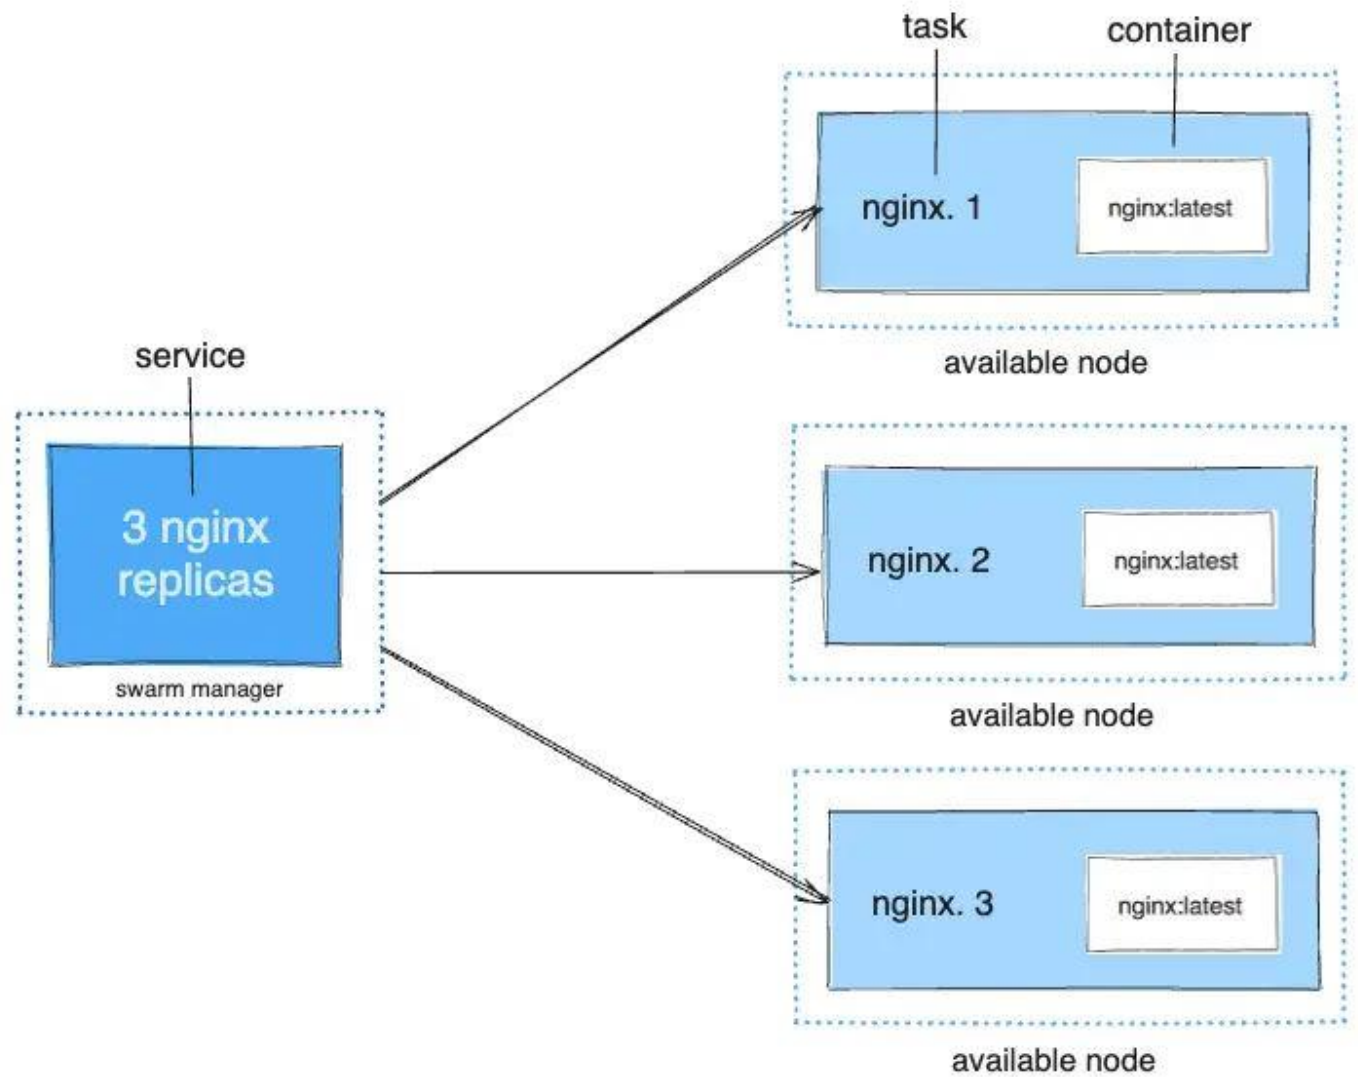 task
container
nginx. 1
nginx:latest
available node
service
3 nginx
replicas
swarm manager
nginx. 2
nginx:latest
available node
nginx. 3
nginx:latest
available node